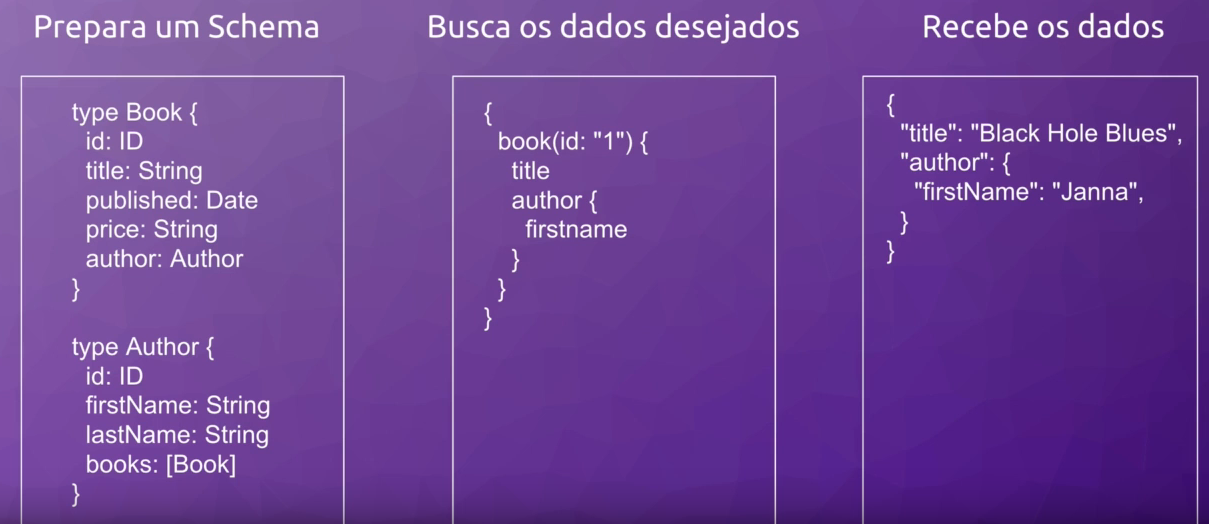 Prepara um Schema
type Book {
id: ID
title: String
published: Date
price: String
author: Author
}
type Author {
id: ID
firstName: String
lastName: String
books: [Book]
}
Busca os dados desejados
{
book(id: "1") {
title
author {
firstname
}
}
}
Recebe os dados
{
"title": "Black Hole Blues",
"author": {
"firstName": "Janna",
}
}